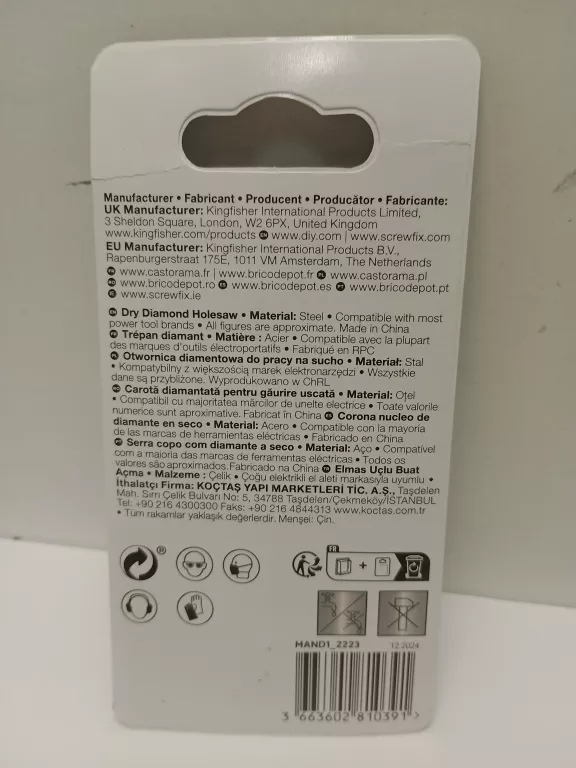 Manufacturer • Fabricant • Producent • Producător • Fabricante:
UK Manufacturer: Kingfisher International Products Limited,
3 Sheldon Square, London, W2 6PX, United Kingdom
www.kingfisher.com/products www.diy.com | www.screwfix.com
EU Manufacturer: Kingfisher International Products B.V.,
Rapenburgerstraat 175E, 1011 VM Amsterdam, The Netherlands
www.castorama.fr | www.bricodepot.fr www.castorama.pl
www.bricodepot.ro www.bricodepot.es www.bricodepot.pt
www.screwfix.ie
Dry Diamond Holesaw • Material: Steel • Compatible with most
power tool brands • All figures are approximate. Made in China
Trépan diamant • Matière : Acier • Compatible avec la plupart
des marques d'outils électroportatifs • Fabriqué en RPC
Otwornica diamentowa do pracy na sucho • Materiał: Stal
• Kompatybilny z większością marek elektronarzędzi • Wszystkie
dane są przybliżone. Wyprodukowano w ChRL
Carotă diamantată pentru găurire uscată • Material: Oțel
• Compatibil cu majoritatea mărcilor de unelte electrice • Toate valorile
numerice sunt aproximative. Fabricat în China Corona nucleo de
diamante en seco • Material: Acero • Compatible con la mayoría
de las marcas de herramientas eléctricas • Fabricado en China
Serra copo com diamante a seco • Material: Aço • Compatível
com a maioria das marcas de ferramentas eléctricas • Todos os
valores são aproximados.Fabricado na China TR Elmas Uçlu Buat
Açma • Malzeme : Çelik • Çoğu elektrikli el aleti markasıyla uyumlu •
İthalatçı Firma: KOÇTAŞ YAPI MARKETLERİ TİC. A.Ş., Taşdelen
Mah. Sırrı Çelik Bulvarı No: 5, 34788 Taşdelen/Çekmeköy/İSTANBUL
Tel: +90 216 4300300 Faks: +90 216 4844313 www.koctas.com.tr
• Tüm rakamlar yaklaşık değerlerdir. Menşei: Çin.
®
FR
+
MAND1_2223 12.2024
3 663602 810391 >